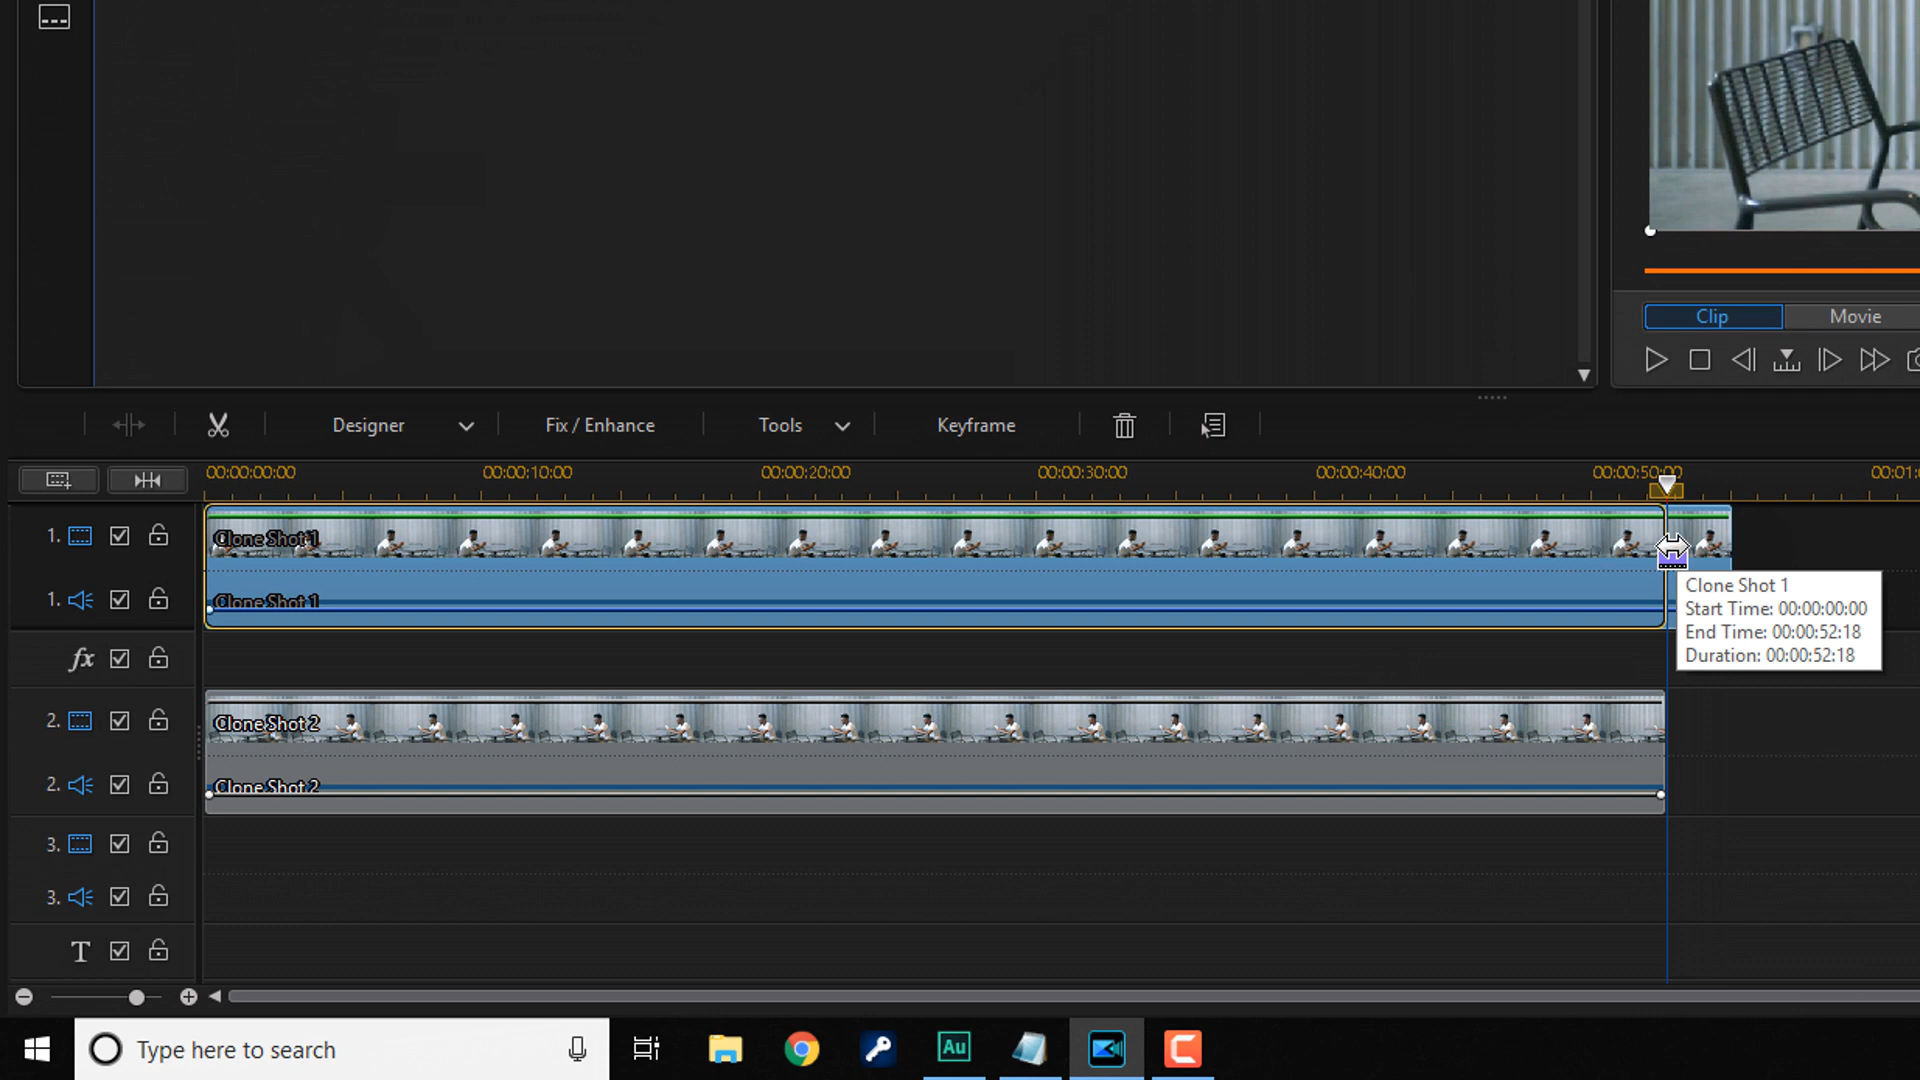 Clip
Movie
Designer
Fix / Enhance
Tools
Keyframe
00:00:00:00
00:00:10:00
00:00:20:00
00:00:30:00
00:00:40:00
00:00:50:00
00:01:0
1.
Clone Shot 1
1.
Clone Shot 1
Clone Shot 1
Start Time: 00:00:00:00
End Time: 00:00:52:18
Duration: 00:00:52:18
fx
2.
Clone Shot 2
2.
Clone Shot 2
3.
3.
T
Type here to search
Au